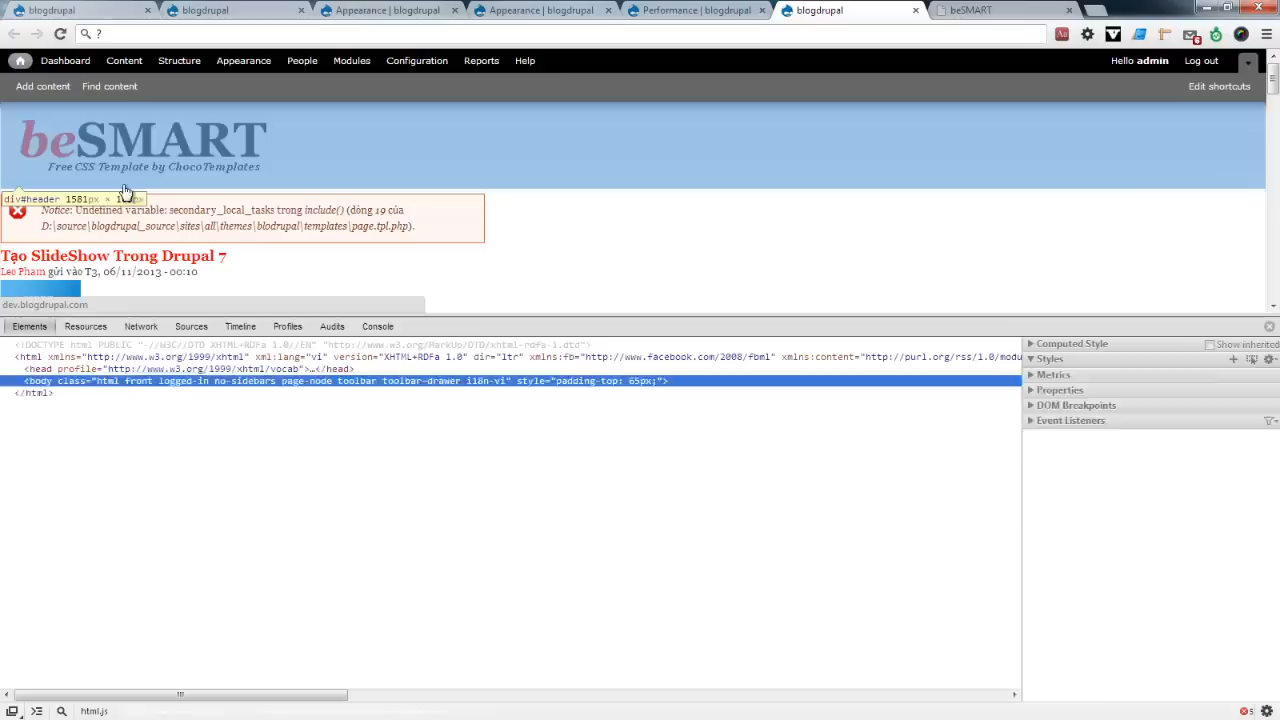 blogdrupal
blogdrupal
Appearance | blogdrupal
Appearance | blogdrupal
Performance | blogdrupal
blogdrupal
beSMART
?
6
Dashboard Content Structure Appearance People Modules Configuration Reports Help
Hello admin Log out
Add content Find content
Edit shortcuts
beSMART
Free CSS Template by ChocoTemplates
div#header 1581px ×
Notice: Undefined variable: secondary_local_tasks trong include() (dòng 19 của
D:\source\blogdrupal_source\sites\all\themes\blodrupal\templates\page.tpl.php).
Tạo SlideShow Trong Drupal 7
Leo Pham gửi vào T3, 06/11/2013 - 00:10
dev.blogdrupal.com
Elements Resources Network Sources Timeline Profiles Audits Console
<!DOCTYPE html PUBLIC "-//W3C//DTD XHTML+RDFa 1.0//EN" "http://www.w3.org/MarkUp/DTD/xhtml-rdfa-1.dtd">
<html xmlns="http://www.w3.org/1999/xhtml" xml:lang="vi" version="XHTML+RDFa 1.0" dir="ltr" xmlns:fb="http://www.facebook.com/2008/fbml" xmlns:content="http://purl.org/rss/1.0/modu
<head profile="http://www.w3.org/1999/xhtml/vocab">…</head>
<body class="html front logged-in no-sidebars page-node toolbar toolbar-drawer i18n-vi" style="padding-top: 65px;">
</html>
Computed Style
Show inherited
Styles
Metrics
Properties
DOM Breakpoints
Event Listeners
html.js
5